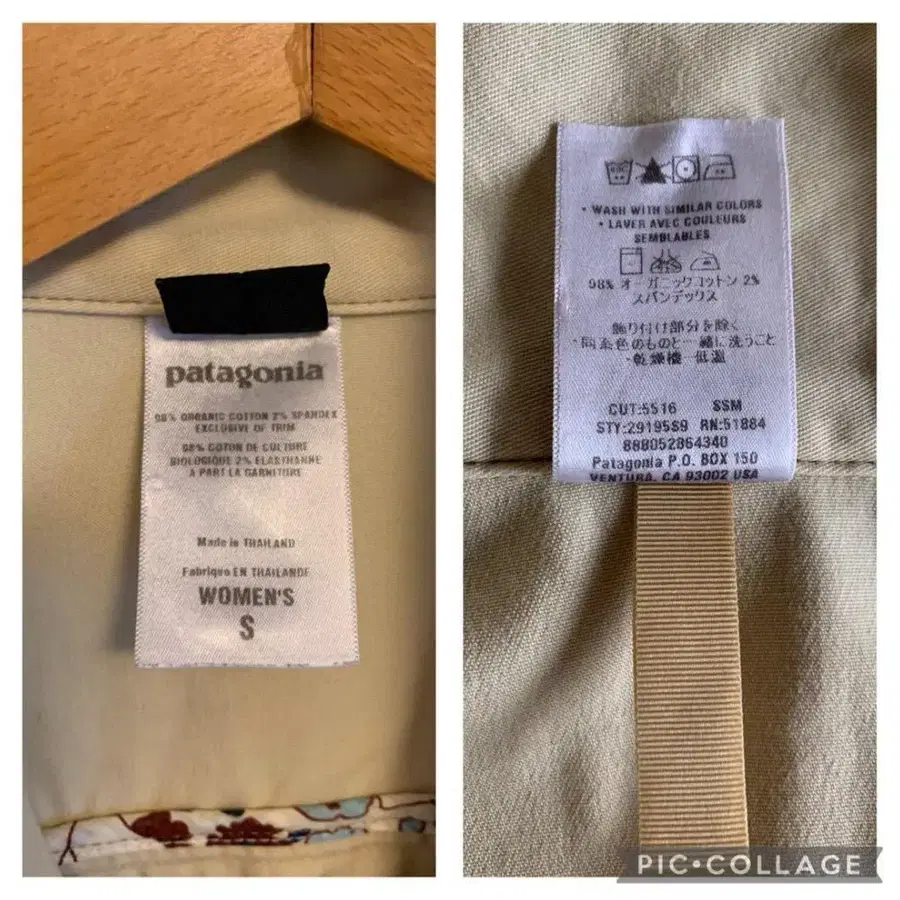 patagonia
98% ORGANIC COTTON 2% SPANDEX
EXCLUSIVE OF TRIM
98% COTON DE CULTURE
BIOLOGIQUE 2% ELASTHANNE
A PART LA GARNITURE
Made in THAILAND
Fabriqué EN THAILANDE
WOMEN'S
S
• WASH WITH SIMILAR COLORS
• LAVER AVEC COULEURS
SEMBLABLES
98% オーガニックコットン 2%
スパンデックス
飾り付け部分を除く
・同系色のものと一緒に洗うこと
・乾燥機 低温
CUT:5516 SSM
STY:29195S9 RN:51884
888052864340
Patagonia P.O. BOX 150
VENTURA, CA 93002 USA
PIC•COLLAGE